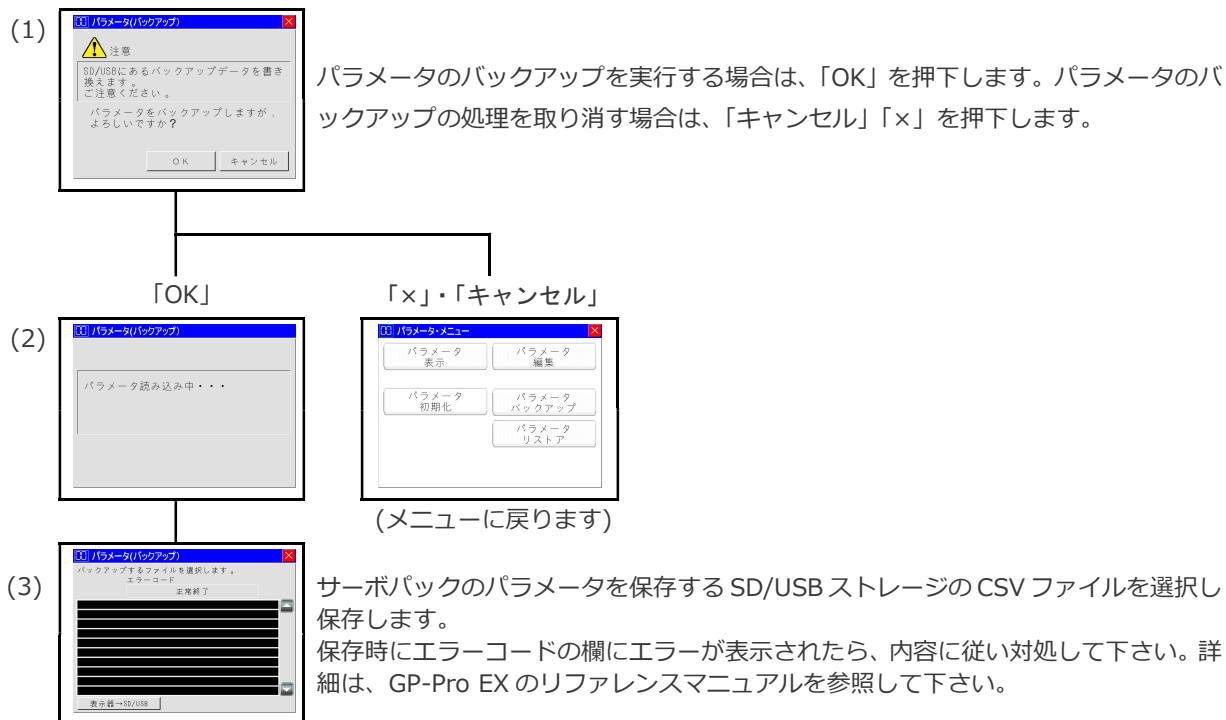 (1)
パラメータ(バックアップ)
注意
SD/USBにあるバックアップデータを書き
換えます。
ご注意ください。
パラメータをバックアップしますが、
よろしいですか?
OK
キャンセル
パラメータのバックアップを実行する場合は、「OK」を押下します。パラメータのバ
ックアップの処理を取り消す場合は、「キャンセル」「×」を押下します。
「OK」
「×」・「キャンセル」
(2)
パラメータ(バックアップ)
パラメータ読み込み中・・・
パラメータ・メニュー
パラメータ
表示
パラメータ
編集
パラメータ
初期化
パラメータ
バックアップ
パラメータ
リストア
(メニューに戻ります)
(3)
パラメータ(バックアップ)
バックアップするファイルを選択します。
エラーコード
正常終了
表示器→SD/USB
サーボパックのパラメータを保存する SD/USB ストレージの CSV ファイルを選択し
保存します。
保存時にエラーコードの欄にエラーが表示されたら、内容に従い対処して下さい。詳
細は、GP-Pro EX のリファレンスマニュアルを参照して下さい。